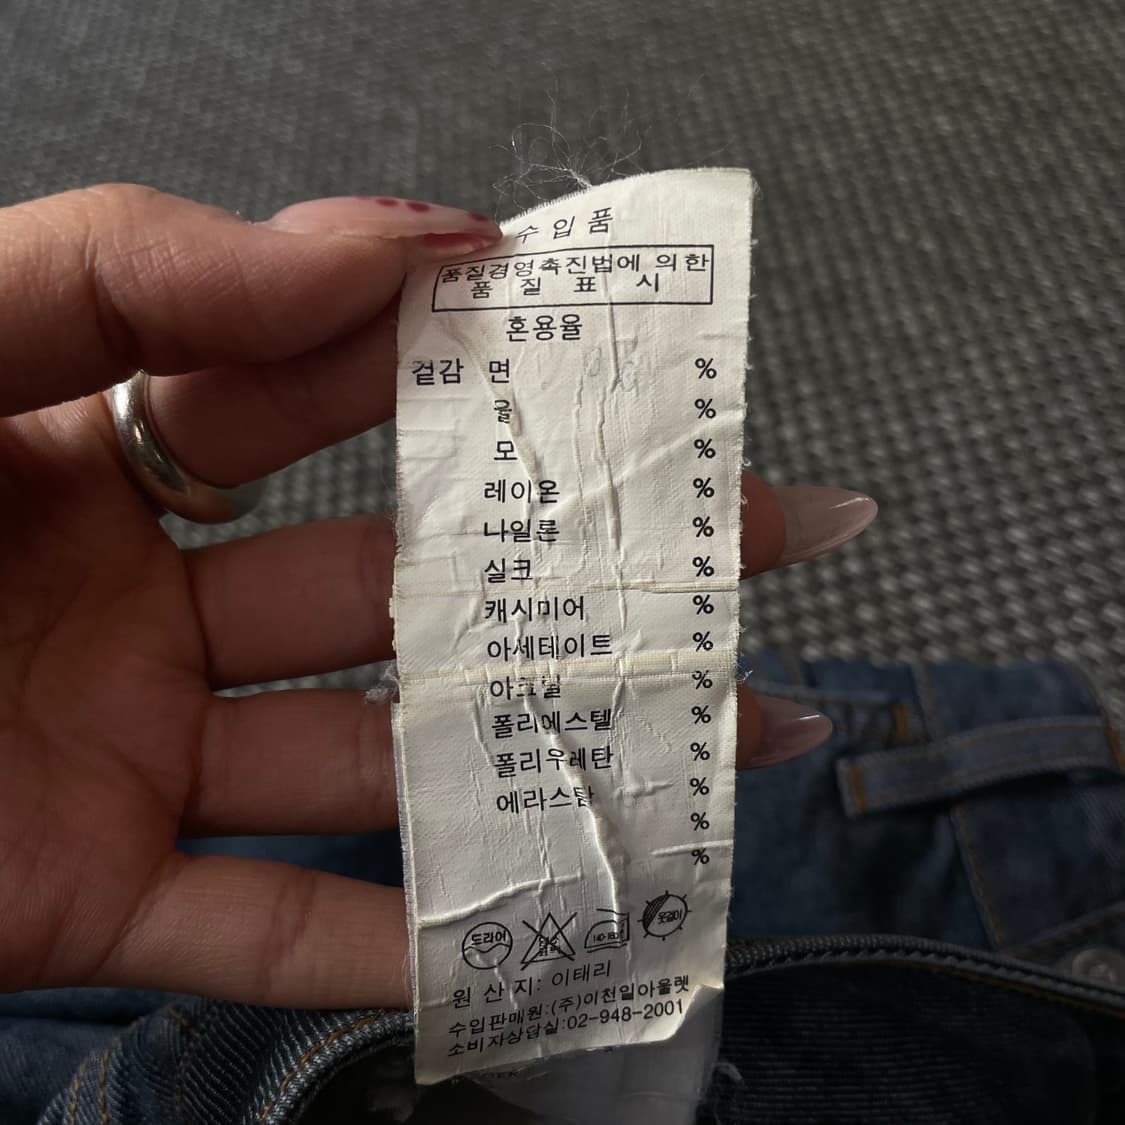 수입품
품질경영촉진법에 의한
품 질 표 시
혼용율
겉감 면 %
울 %
모 %
레이온 %
나일론 %
실크 %
캐시미어 %
아세테이트 %
아크릴 %
폴리에스텔 %
폴리우레탄 %
에라스탄 %
%
%
드라이 옷걸이
원 산 지: 이태리
수입판매원:(주)이천일아울렛
소비자상담실:02-948-2001